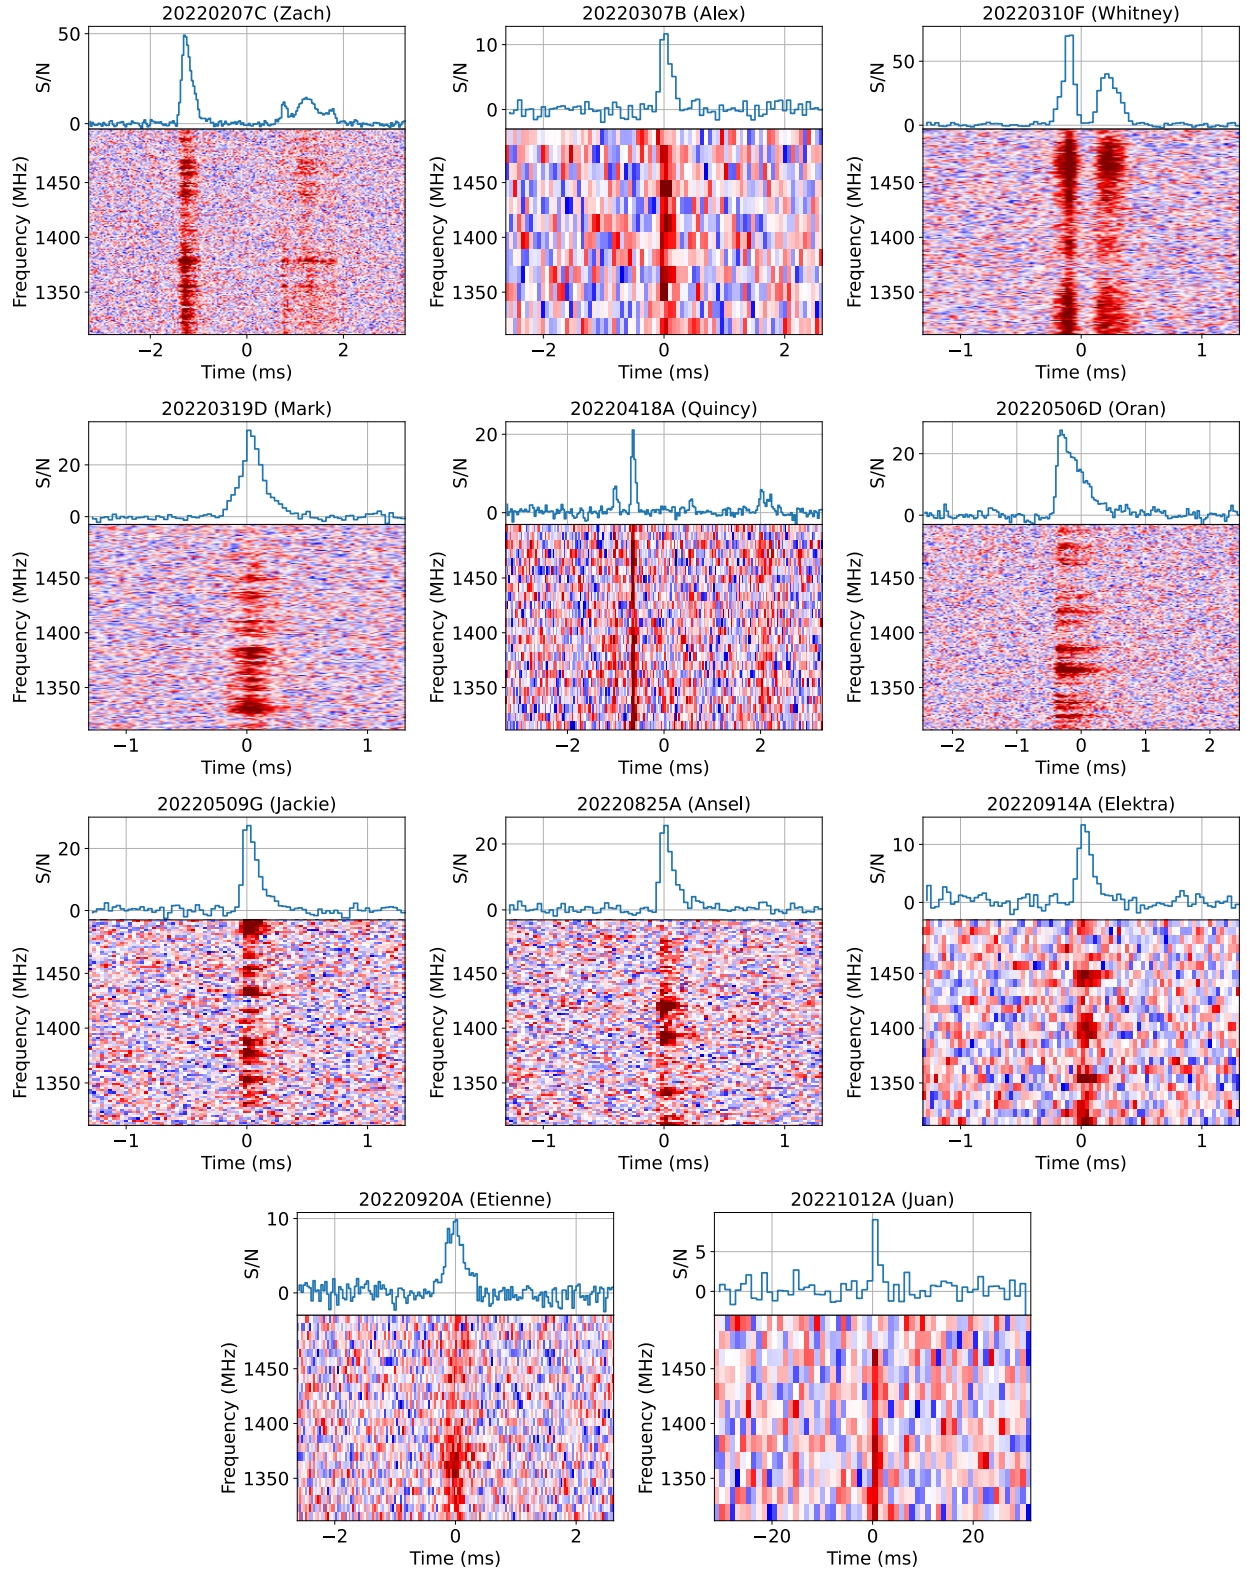 20220207C (Zach)
50
0
S/N
1450
1400
1350
Frequency (MHz)
−2
0
2
Time (ms)
20220307B (Alex)
10
0
S/N
1450
1400
1350
Frequency (MHz)
−2
0
2
Time (ms)
20220310F (Whitney)
50
0
S/N
1450
1400
1350
Frequency (MHz)
−1
0
1
Time (ms)
20220319D (Mark)
20
0
S/N
1450
1400
1350
Frequency (MHz)
−1
0
1
Time (ms)
20220418A (Quincy)
20
0
S/N
1450
1400
1350
Frequency (MHz)
−2
0
2
Time (ms)
20220506D (Oran)
20
0
S/N
1450
1400
1350
Frequency (MHz)
−2
−1
0
1
2
Time (ms)
20220509G (Jackie)
20
0
S/N
1450
1400
1350
Frequency (MHz)
−1
0
1
Time (ms)
20220825A (Ansel)
20
0
S/N
1450
1400
1350
Frequency (MHz)
−1
0
1
Time (ms)
20220914A (Elektra)
10
0
S/N
1450
1400
1350
Frequency (MHz)
−1
0
1
Time (ms)
20220920A (Etienne)
10
0
S/N
1450
1400
1350
Frequency (MHz)
−2
0
2
Time (ms)
20221012A (Juan)
5
0
S/N
1450
1400
1350
Frequency (MHz)
−20
0
20
Time (ms)